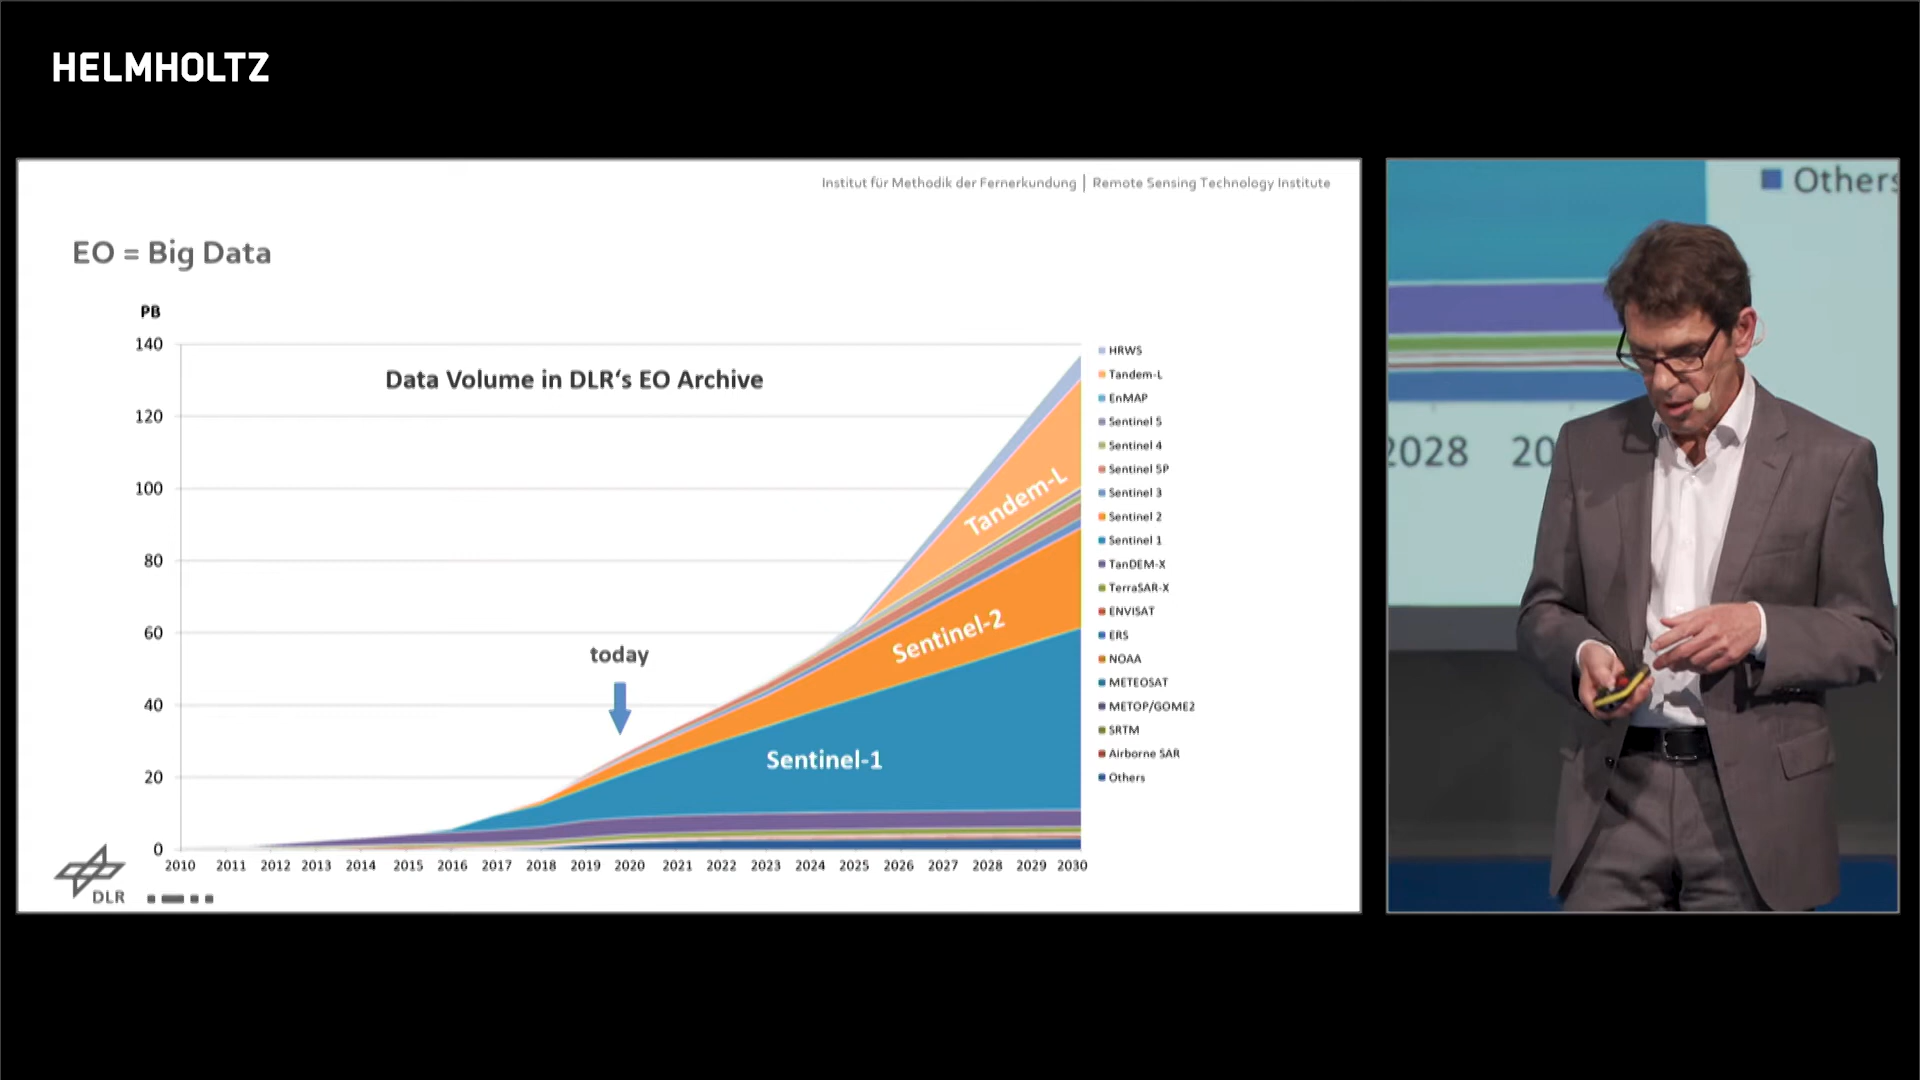 HELMHOLTZ
Institut für Methodik der Fernerkundung | Remote Sensing Technology Institute
EO = Big Data
PB
140
120
100
80
60
40
20
0
Data Volume in DLR‘s EO Archive
today
Tandem-L
Sentinel-2
Sentinel-1
2010 2011 2012 2013 2014 2015 2016 2017 2018 2019 2020 2021 2022 2023 2024 2025 2026 2027 2028 2029 2030
HRWS
Tandem-L
EnMAP
Sentinel 5
Sentinel 4
Sentinel 5P
Sentinel 3
Sentinel 2
Sentinel 1
TanDEM-X
TerraSAR-X
ENVISAT
ERS
NOAA
METEOSAT
METOP/GOME2
SRTM
Airborne SAR
Others
DLR
Others
2028 20